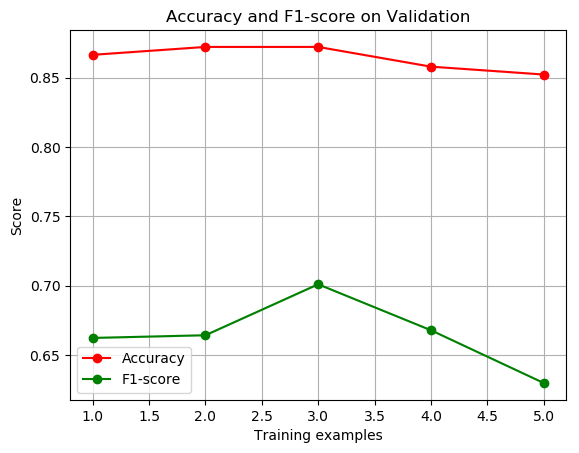 Accuracy and F1-score on Validation
Score
0.85
0.80
0.75
0.70
0.65
Accuracy
F1-score
1.0 1.5 2.0 2.5 3.0 3.5 4.0 4.5 5.0
Training examples